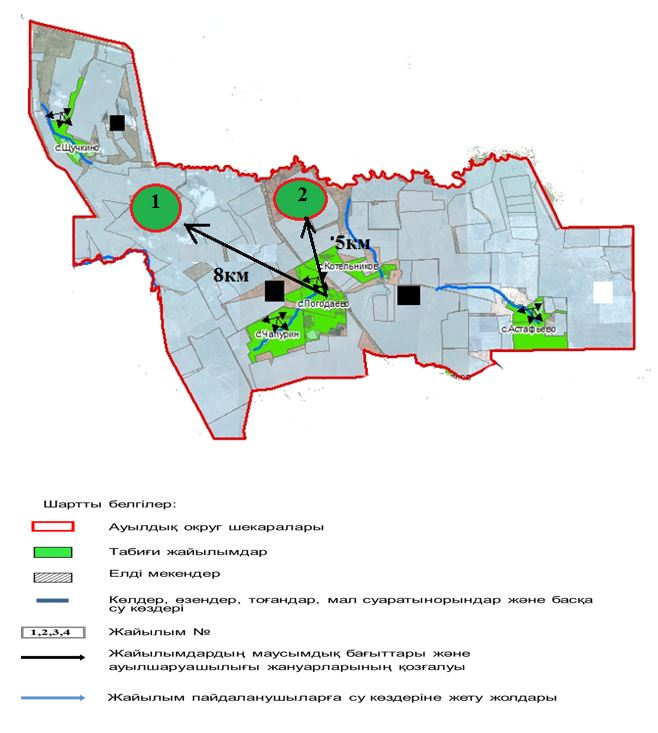 с.Щучкино
1
2
5км
с.Котельников
8км
с.Погодаево
с.Чапурин
с.Астафьево
Шартты белгілер:
Ауылдық округ шекаралары
Табиғи жайылымдар
Елді мекендер
Көлдер, өзендер, тоғандар, мал суаратынорындар және басқа
су көздері
1,2,3,4 Жайылым №
Жайылымдардың маусымдық бағыттары және
ауылшаруашылығы жануарларының қозғалуы
Жайылым пайдаланушыларға су көздеріне жету жолдары